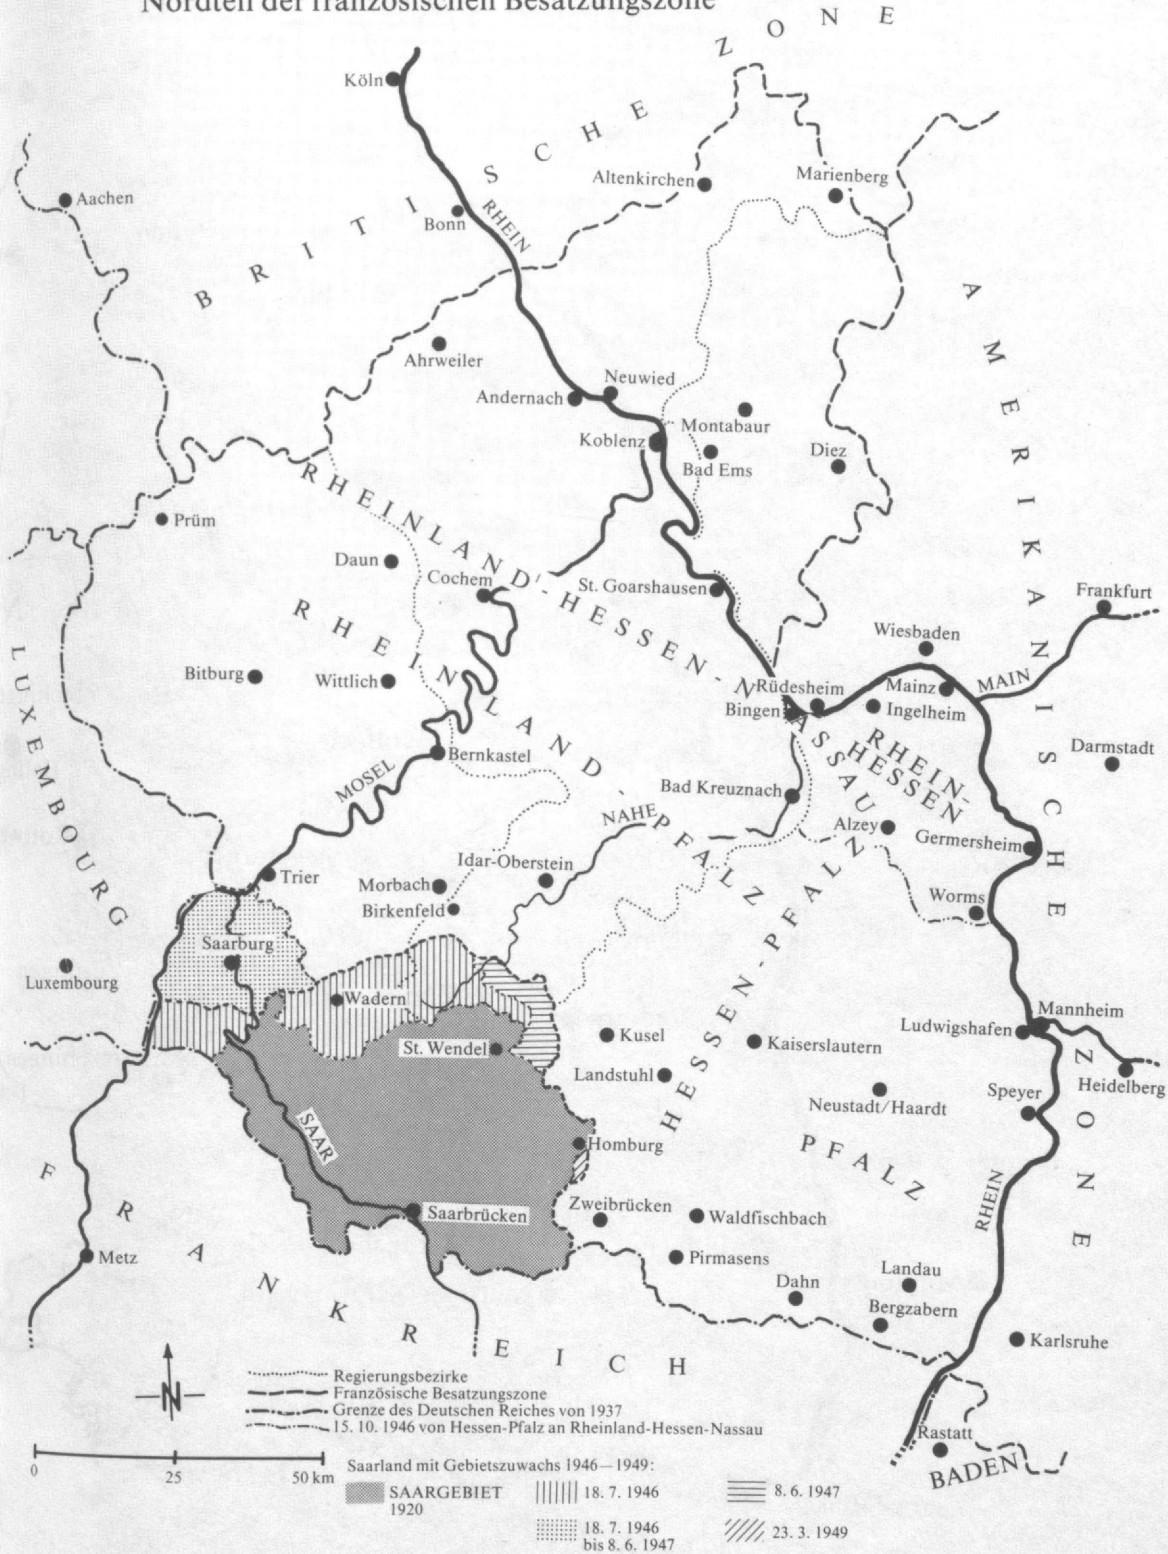 Nordteil der französischen Besatzungszone
BRITISCHE ZONE
Köln
Aachen
Bonn
RHEIN
Altenkirchen
Marienberg
AMERIKANISCHE ZONE
Ahrweiler
Andernach
Neuwied
Koblenz
Montabaur
Bad Ems
Diez
RHEINLAND-HESSEN-NASSAU
Prüm
Daun
Cochem
St. Goarshausen
Frankfurt
Wiesbaden
RHEINLAND-PFALZ
LUXEMBOURG
Bitburg
Wittlich
Rüdesheim
Bingen
Mainz
Ingelheim
MAIN
RHEIN-
HESSEN
Darmstadt
Bernkastel
MOSEL
Bad Kreuznach
NAHE
Alzey
Germersheim
Trier
Idar-Oberstein
Morbach
Birkenfeld
Worms
HESSEN-PFALZ
Saarburg
Luxembourg
Wadern
St. Wendel
Kusel
Kaiserslautern
Landstuhl
Mannheim
Ludwigshafen
Heidelberg
Neustadt/Haardt
Speyer
SAAR
Homburg
PFALZ
FRANKREICH
Saarbrücken
Zweibrücken
Waldfischbach
RHEIN
Metz
Pirmasens
Dahn
Landau
Bergzabern
Karlsruhe
Rastatt
BADEN
N
Regierungsbezirke
Französische Besatzungszone
Grenze des Deutschen Reiches von 1937
15. 10. 1946 von Hessen-Pfalz an Rheinland-Hessen-Nassau
0 25 50 km
Saarland mit Gebietszuwachs 1946–1949:
SAARGEBIET
1920
18. 7. 1946
8. 6. 1947
18. 7. 1946
bis 8. 6. 1947
23. 3. 1949